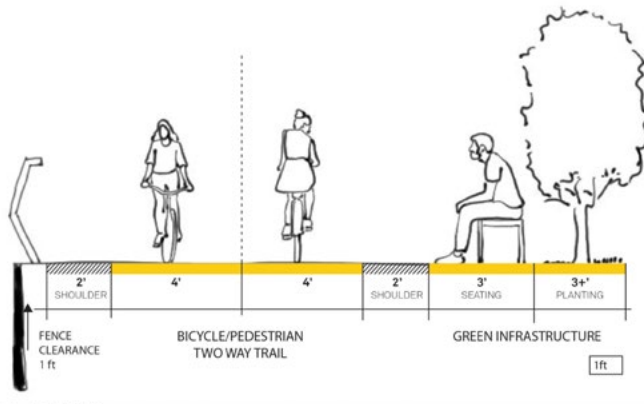 2'
SHOULDER
4'
4'
2'
SHOULDER
3'
SEATING
3+'
PLANTING
FENCE
CLEARANCE
1 ft
BICYCLE/PEDESTRIAN
TWO WAY TRAIL
GREEN INFRASTRUCTURE
1ft